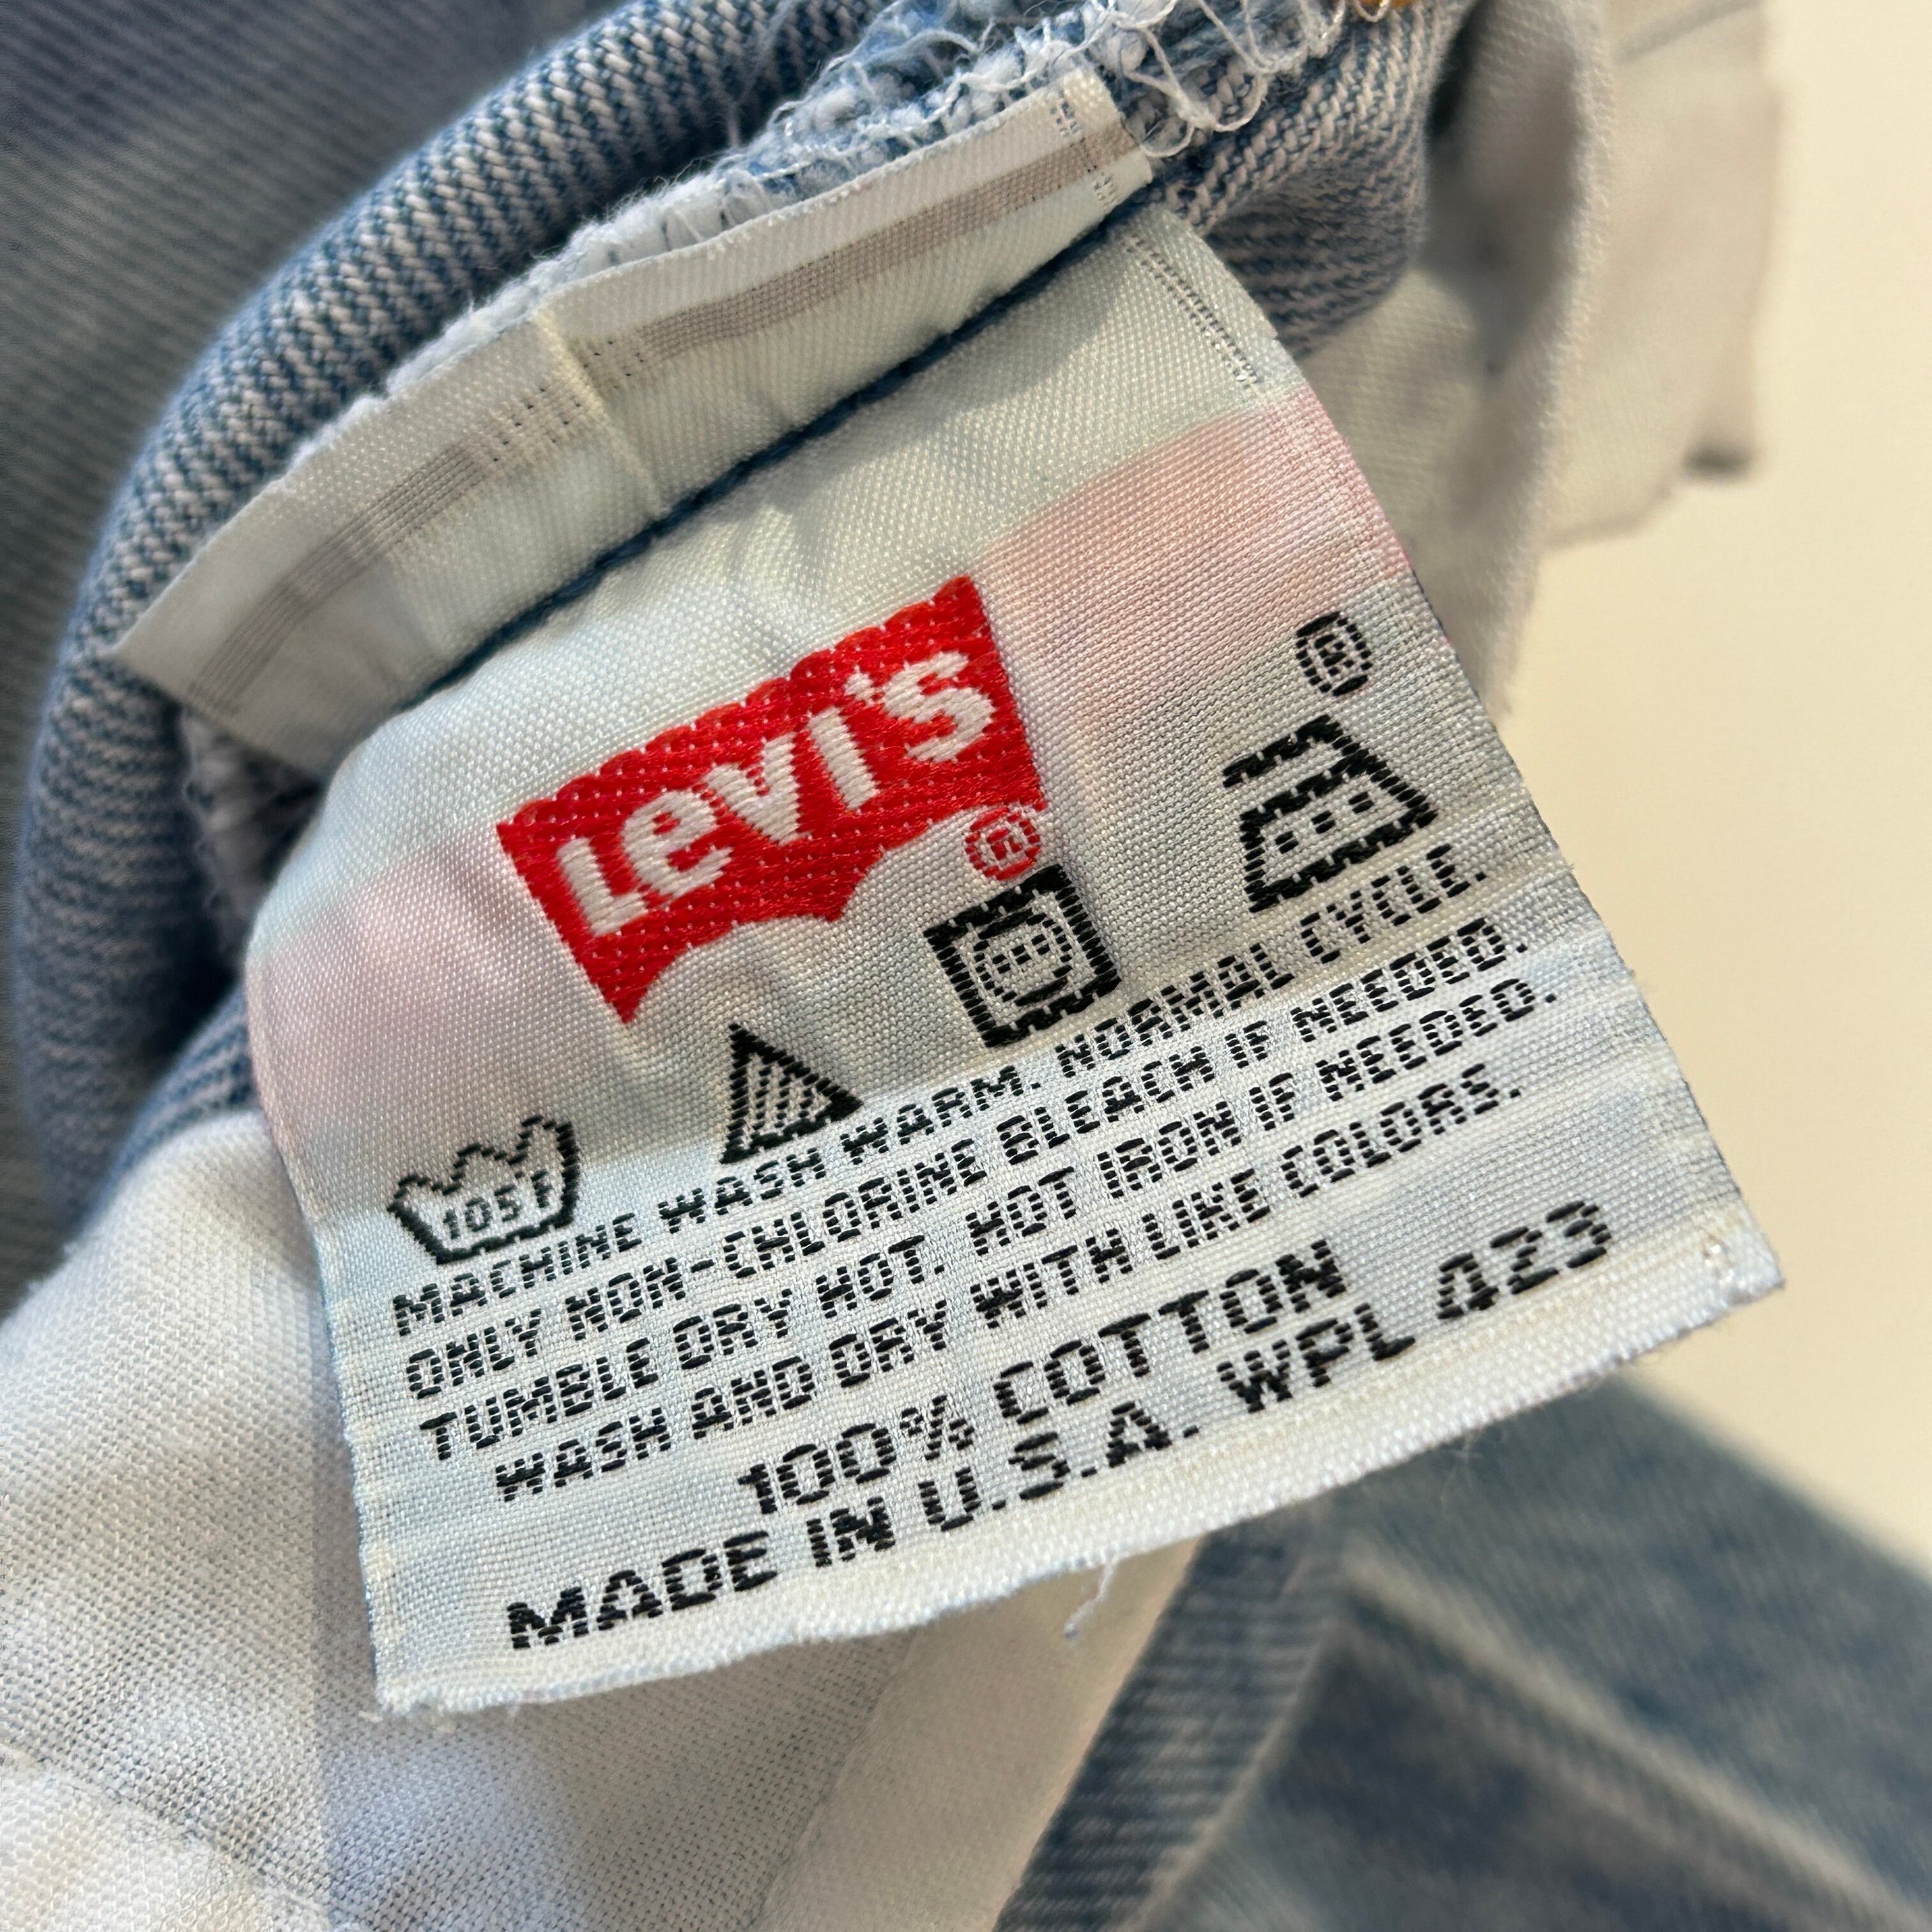 Levi's
®
®
105F
MACHINE WASH WARM. NORMAL CYCLE.
ONLY NON-CHLORINE BLEACH IF NEEDED.
TUMBLE DRY HOT. HOT IRON IF NEEDED.
WASH AND DRY WITH LIKE COLORS.
100% COTTON
MADE IN U.S.A. WPL 423